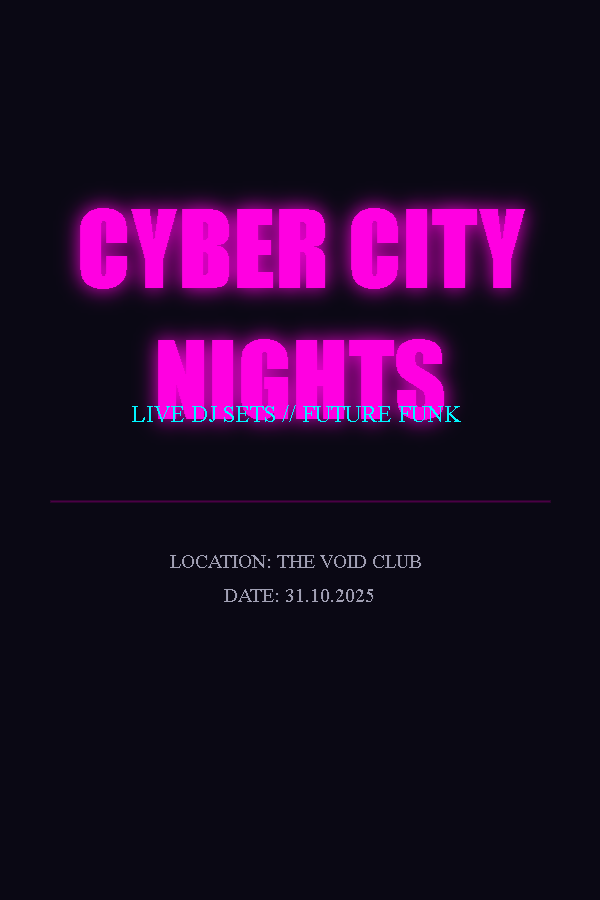 CYBER CITY
NIGHTS
LIVE DJ SETS // FUTURE FUNK
LOCATION: THE VOID CLUB
DATE: 31.10.2025